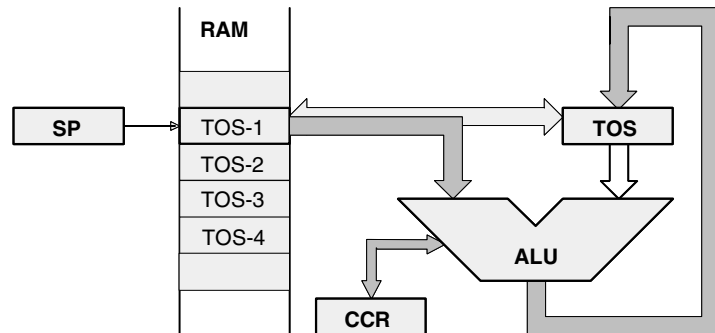 RAM
SP
TOS-1
TOS
TOS-2
TOS-3
TOS-4
ALU
CCR